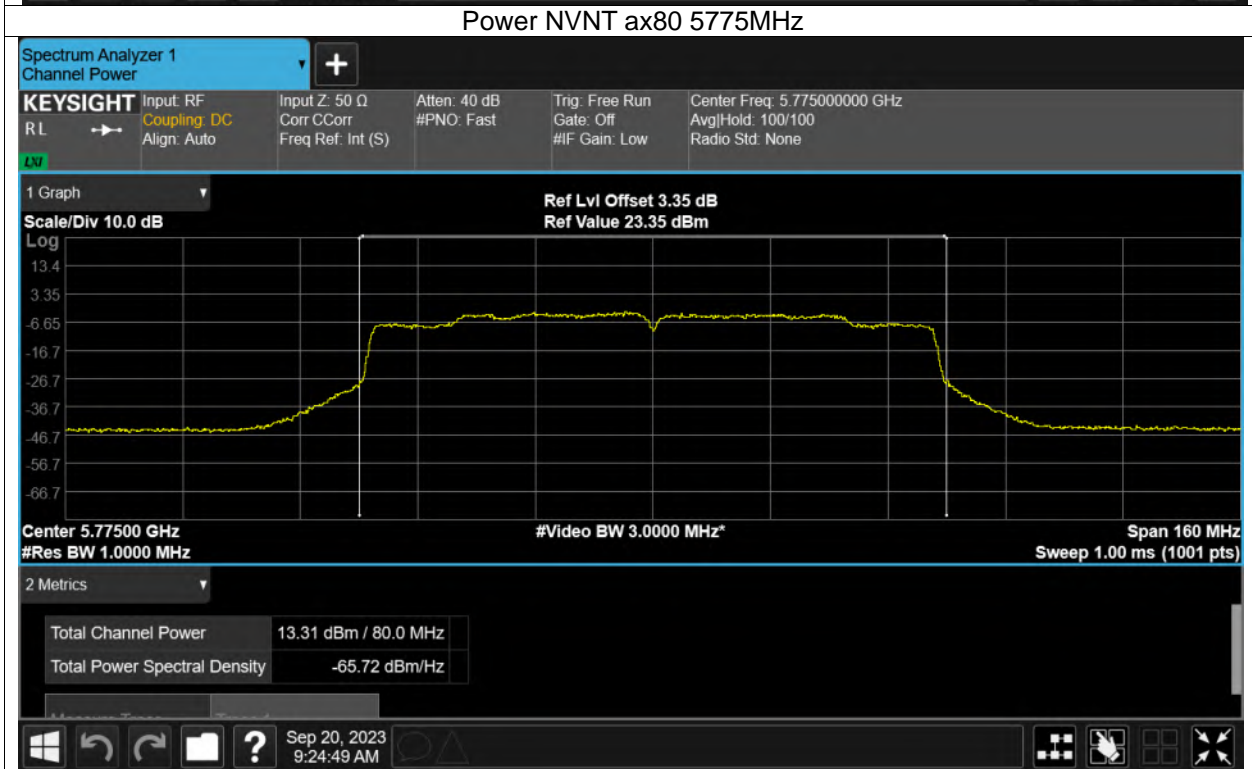 Power NVNT ax80 5775MHz
Spectrum Analyzer 1
Channel Power
KEYSIGHT
RL
LXI
Input: RF
Coupling: DC
Align: Auto
Input Z: 50 Ω
Corr CCorr
Freq Ref: Int (S)
Atten: 40 dB
#PNO: Fast
Trig: Free Run
Gate: Off
#IF Gain: Low
Center Freq: 5.775000000 GHz
Avg|Hold: 100/100
Radio Std: None
1 Graph
Scale/Div 10.0 dB
Ref Lvl Offset 3.35 dB
Ref Value 23.35 dBm
Log
13.4
3.35
-6.65
-16.7
-26.7
-36.7
-46.7
-56.7
-66.7
Center 5.77500 GHz
#Res BW 1.0000 MHz
#Video BW 3.0000 MHz*
Span 160 MHz
Sweep 1.00 ms (1001 pts)
2 Metrics
Total Channel Power 13.31 dBm / 80.0 MHz
Total Power Spectral Density -65.72 dBm/Hz
?
Sep 20, 2023
9:24:49 AM